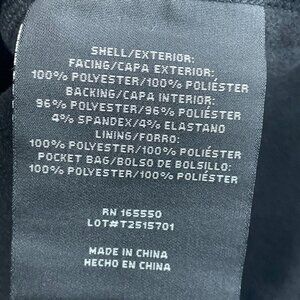 SHELL/EXTERIOR:
FACING/CAPA EXTERIOR:
100% POLYESTER/100% POLIÉSTER
BACKING/CAPA INTERIOR:
96% POLYESTER/96% POLIÉSTER
4% SPANDEX/4% ELASTANO
LINING/FORRO:
100% POLYESTER/100% POLIÉSTER
POCKET BAG/BOLSO DE BOLSILLO:
100% POLYESTER/100% POLIÉSTER
RN 165550
LOT#T2515701
MADE IN CHINA
HECHO EN CHINA